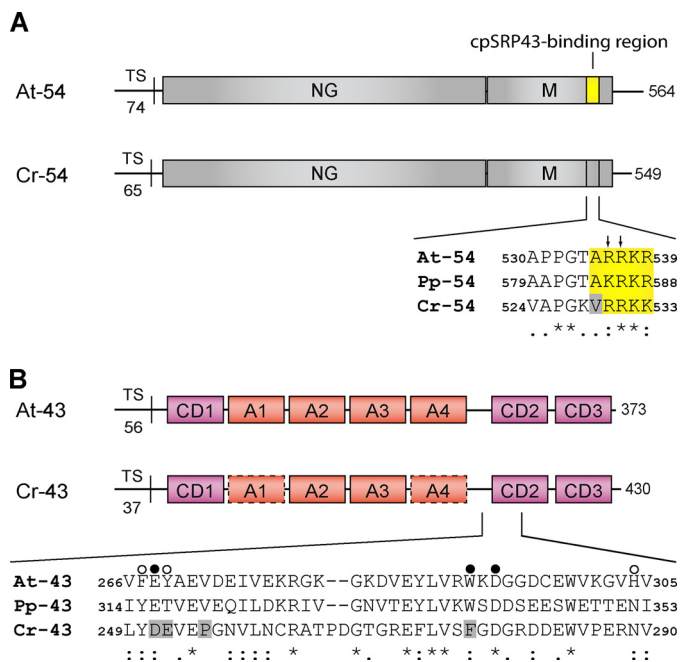 A
cpSRP43-binding region
At-54 TS 74 NG M 564
Cr-54 TS 65 NG M 549
At-54 530APPGTARRKR539
Pp-54 579AAPGTAKRKR588
Cr-54 524VAPGKVRRKK533
..**..:**:
B
At-43 TS 56 CD1 A1 A2 A3 A4 CD2 CD3 373
Cr-43 TS 37 CD1 A1 A2 A3 A4 CD2 CD3 430
At-43 266VFEYAEVDEIVEKRGK--GKDVEYLVRWKDGGDCEWVKGVHV305
Pp-43 314IYETVEVEQILDKRIV--GNVTEYLVKWSDDSEESWETTENI353
Cr-43 249LYDEVEPGNVLNCRATPDGTGREFLVSFGDGRDDEWVPERNV290
::: .* :::: * *. .*:** : *. .:.* . ::